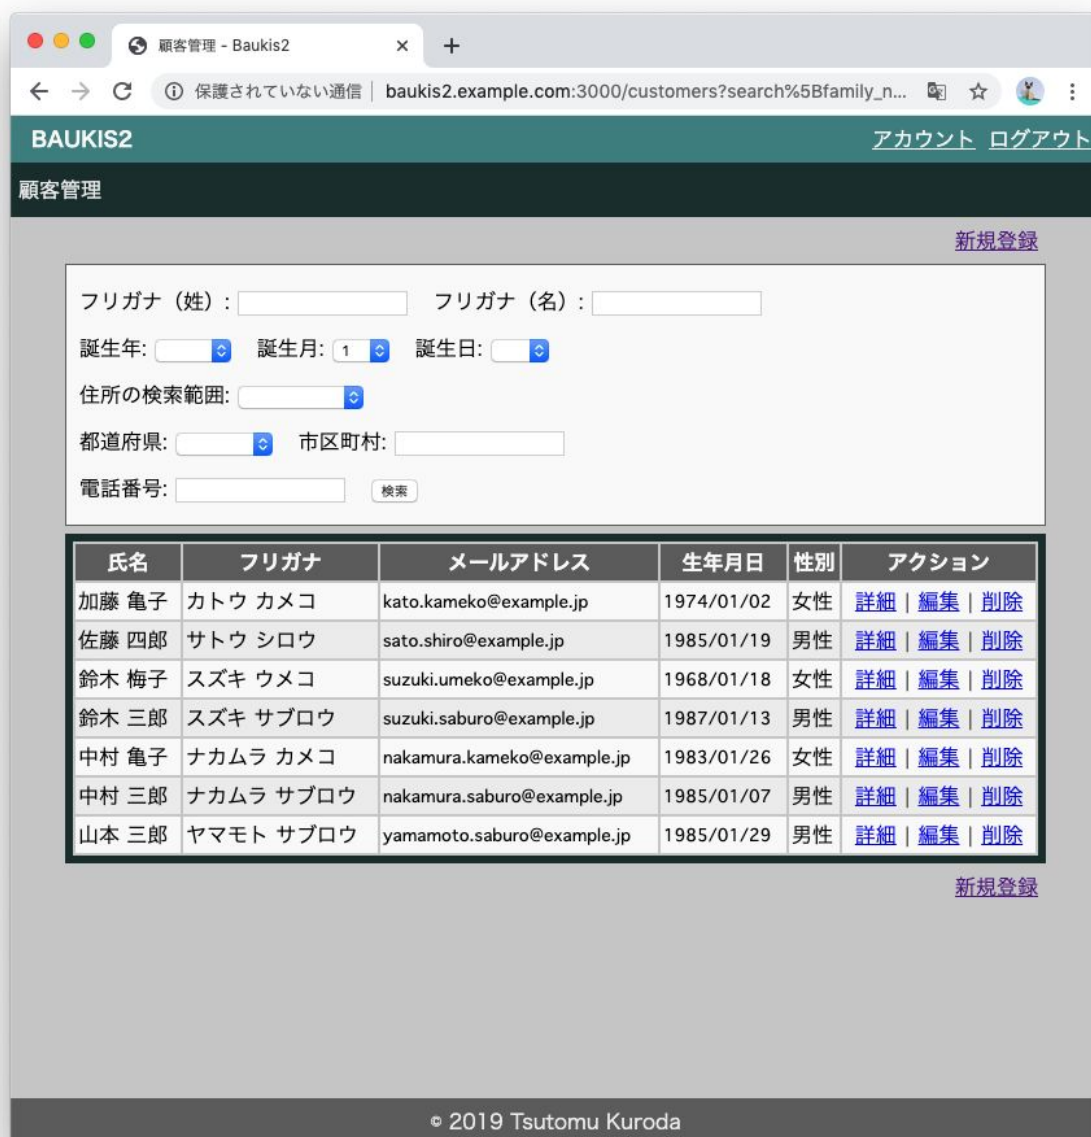 顧客管理 - Baukis2
保護されていない通信 | baukis2.example.com:3000/customers?search%5Bfamily_n...
BAUKIS2 アカウント ログアウト
顧客管理
新規登録
フリガナ（姓）: フリガナ（名）:
誕生年: 誕生月: 1 誕生日:
住所の検索範囲:
都道府県: 市区町村:
電話番号: 検索
氏名 フリガナ メールアドレス 生年月日 性別 アクション
加藤 亀子 カトウ カメコ kato.kameko@example.jp 1974/01/02 女性 詳細 | 編集 | 削除
佐藤 四郎 サトウ シロウ sato.shiro@example.jp 1985/01/19 男性 詳細 | 編集 | 削除
鈴木 梅子 スズキ ウメコ suzuki.umeko@example.jp 1968/01/18 女性 詳細 | 編集 | 削除
鈴木 三郎 スズキ サブロウ suzuki.saburo@example.jp 1987/01/13 男性 詳細 | 編集 | 削除
中村 亀子 ナカムラ カメコ nakamura.kameko@example.jp 1983/01/26 女性 詳細 | 編集 | 削除
中村 三郎 ナカムラ サブロウ nakamura.saburo@example.jp 1985/01/07 男性 詳細 | 編集 | 削除
山本 三郎 ヤマモト サブロウ yamamoto.saburo@example.jp 1985/01/29 男性 詳細 | 編集 | 削除
新規登録
© 2019 Tsutomu Kuroda